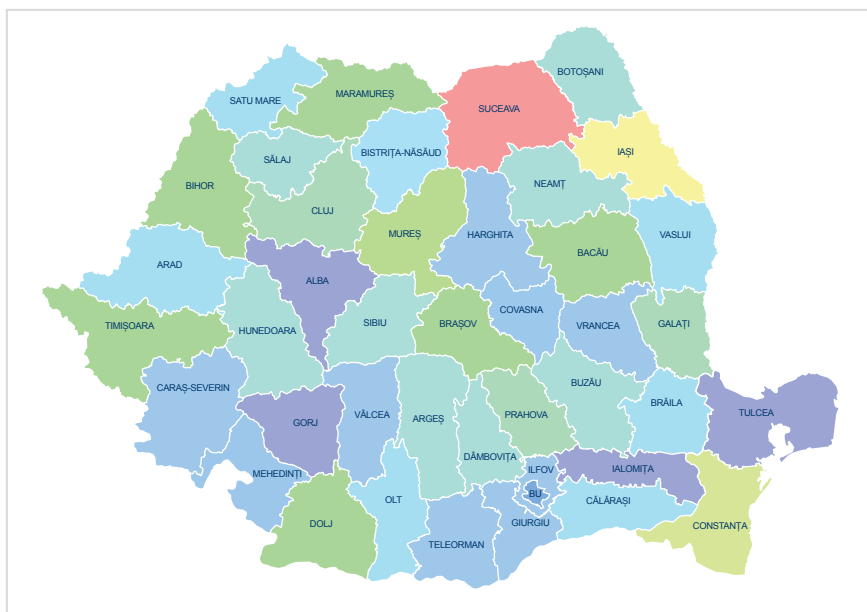 BOTOȘANI
SATU MARE
MARAMUREȘ
SUCEAVA
IAȘI
BISTRIȚA-NĂSĂUD
SĂLAJ
NEAMȚ
BIHOR
CLUJ
MUREȘ
HARGHITA
VASLUI
BACĂU
ARAD
ALBA
COVASNA
TIMIȘOARA
HUNEDOARA
SIBIU
BRAȘOV
VRANCEA
GALAȚI
CARAȘ-SEVERIN
BUZĂU
BRĂILA
TULCEA
GORJ
VÂLCEA
ARGEȘ
PRAHOVA
DÂMBOVIȚA
MEHEDINȚI
ILFOV
IALOMIȚA
BU
OLT
CĂLĂRAȘI
DOLJ
GIURGIU
CONSTANȚA
TELEORMAN